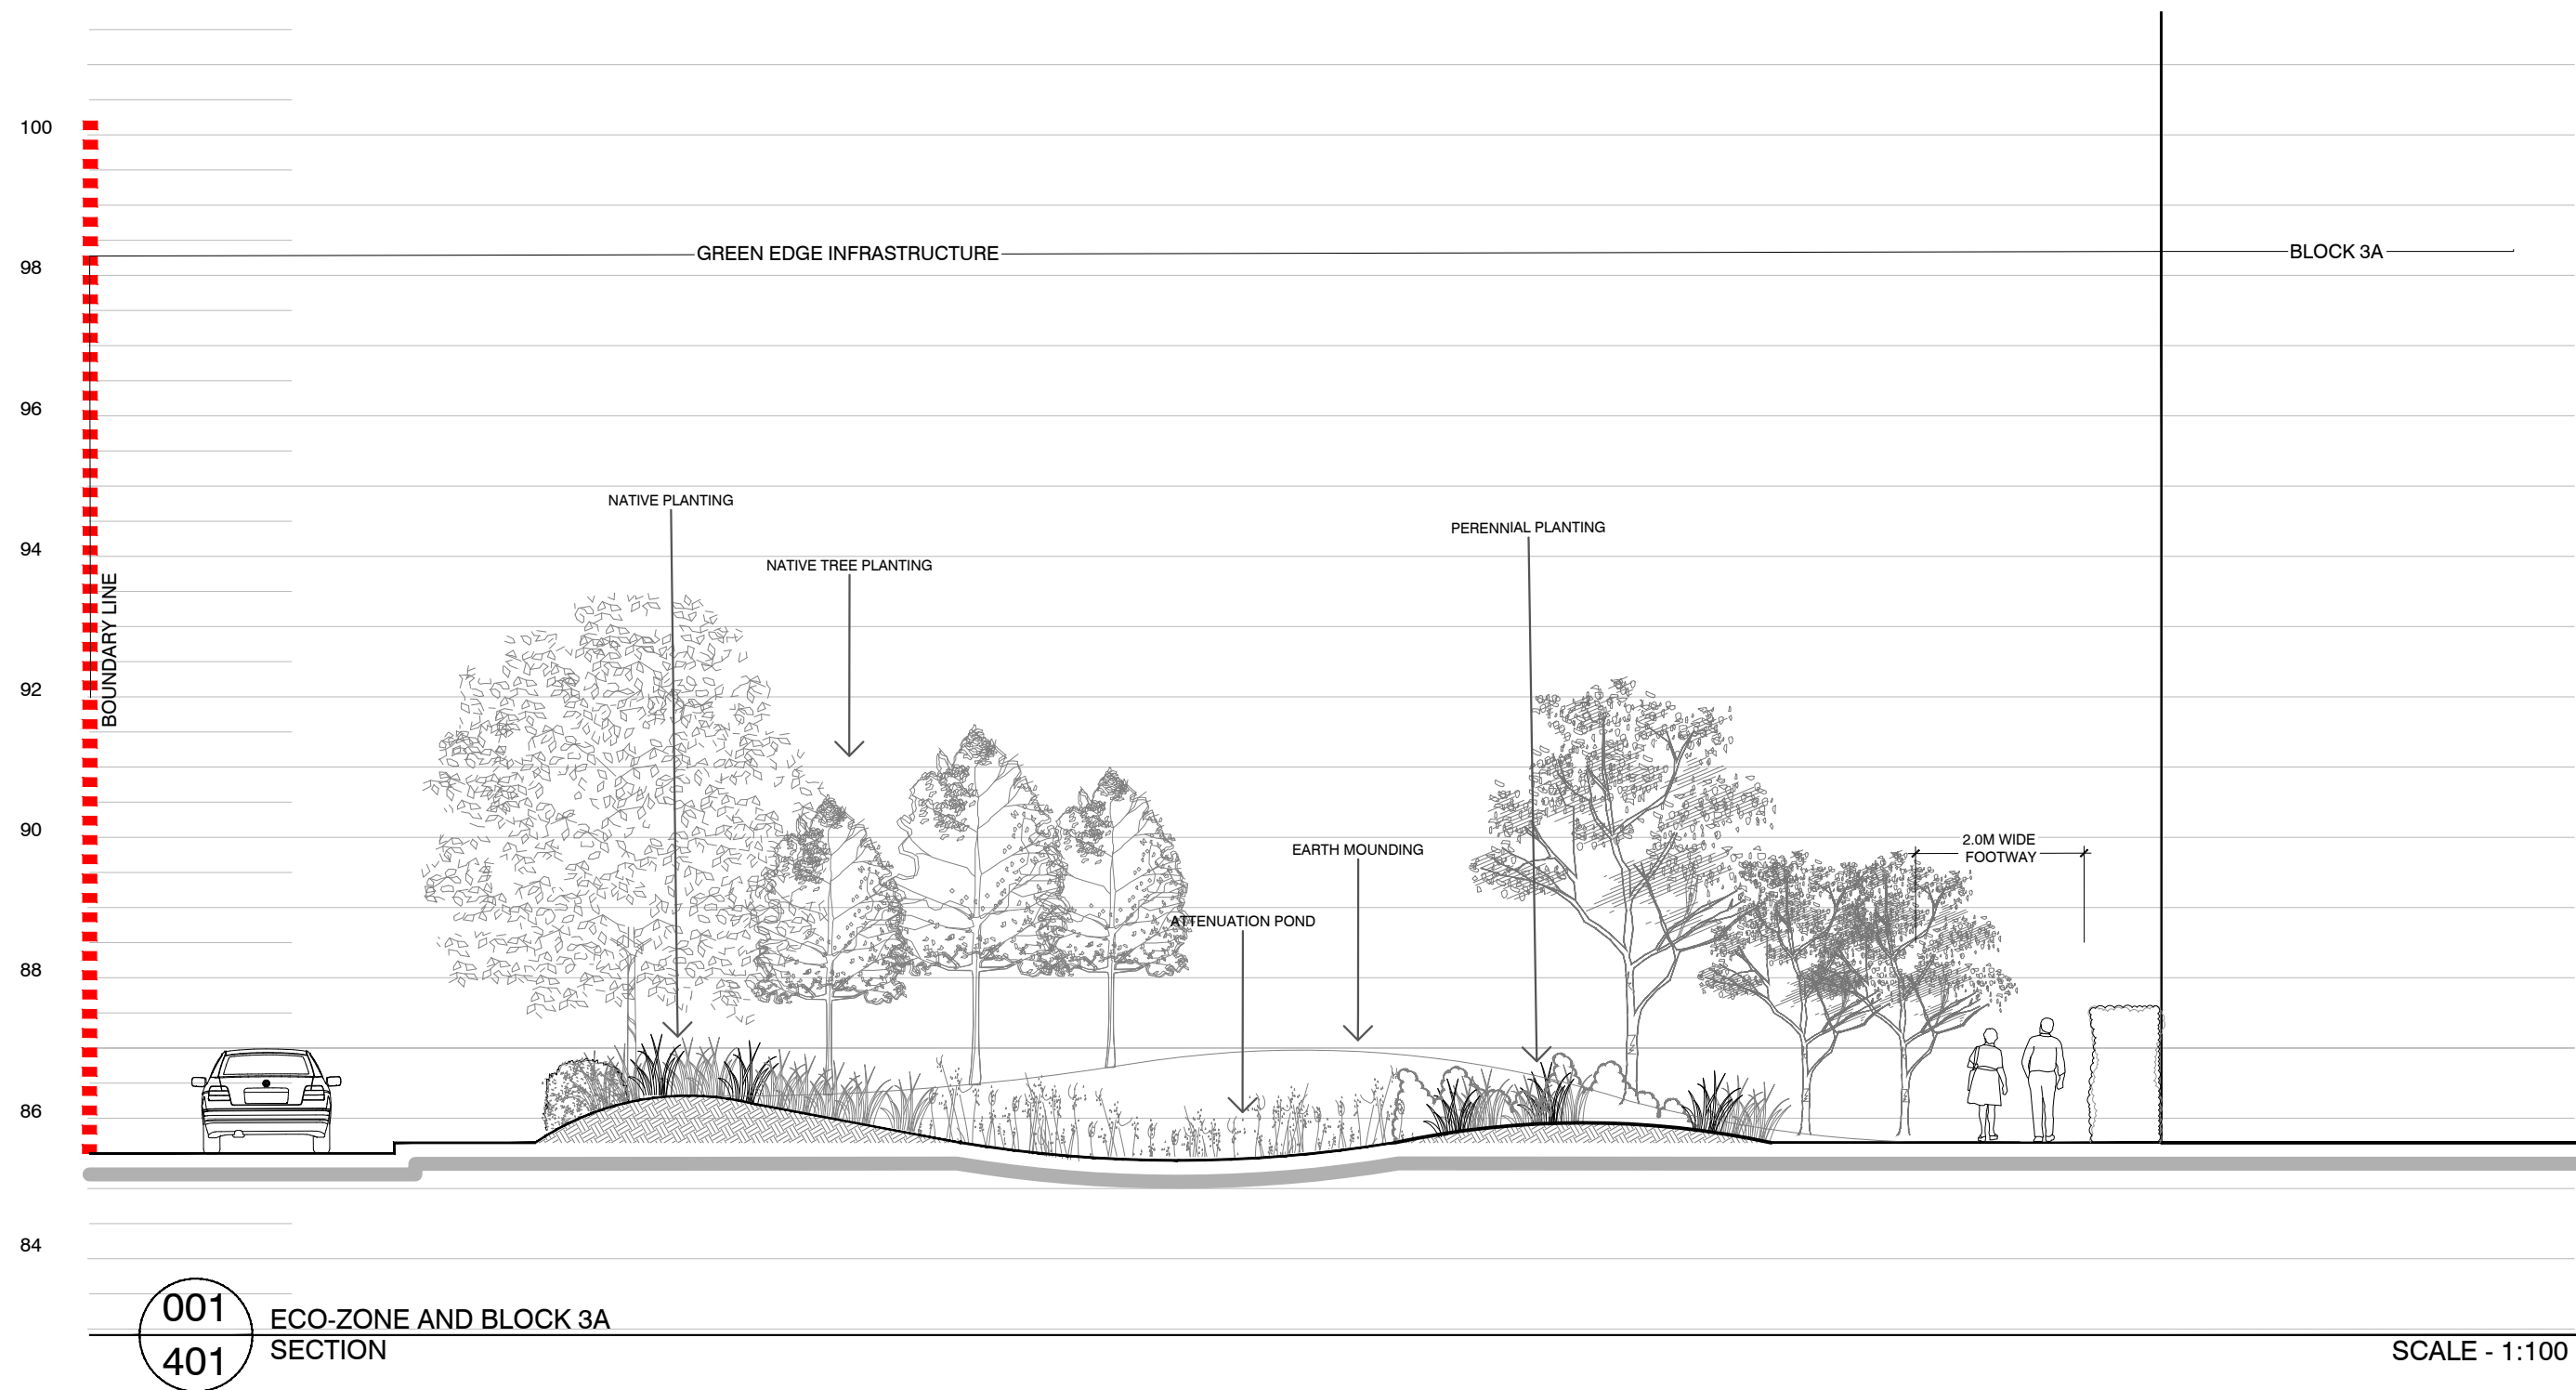 100
GREEN EDGE INFRASTRUCTURE
BLOCK 3A
98
96
NATIVE PLANTING
PERENNIAL PLANTING
94
NATIVE TREE PLANTING
BOUNDARY LINE
92
90
2.0M WIDE
FOOTWAY
EARTH MOUNDING
ATTENUATION POND
88
86
84
001
401
ECO-ZONE AND BLOCK 3A
SECTION
SCALE - 1:100